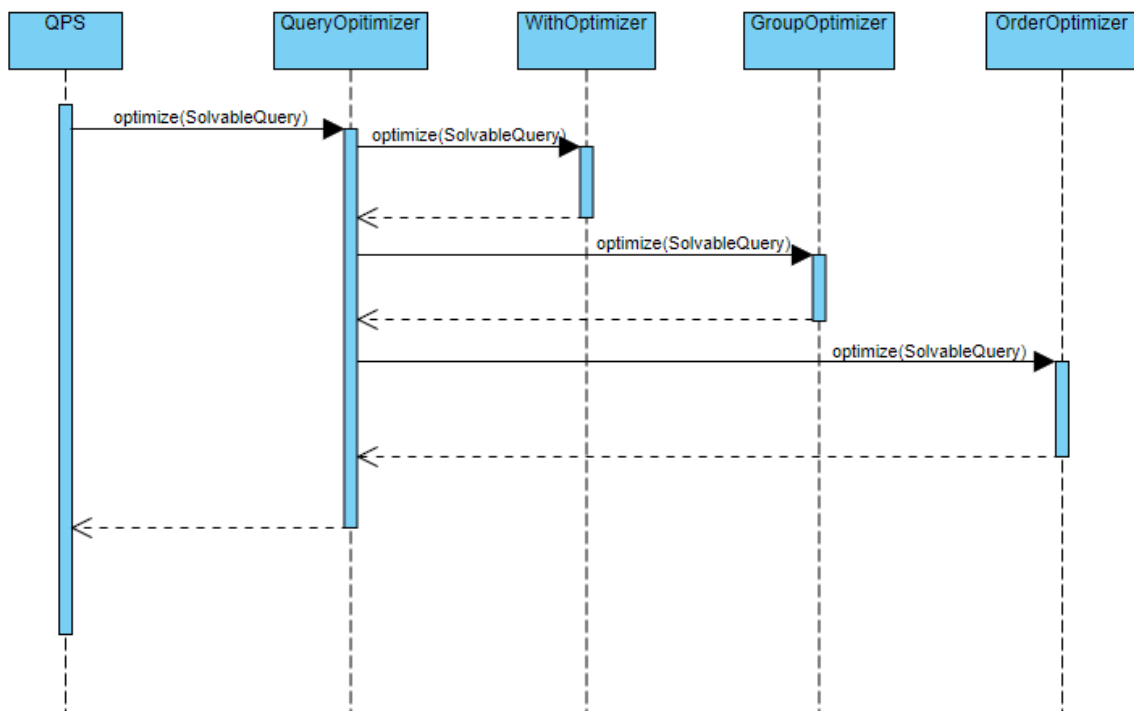 QPS
QueryOpitimizer
WithOptimizer
GroupOptimizer
OrderOptimizer
optimize(SolvableQuery)
optimize(SolvableQuery)
optimize(SolvableQuery)
optimize(SolvableQuery)